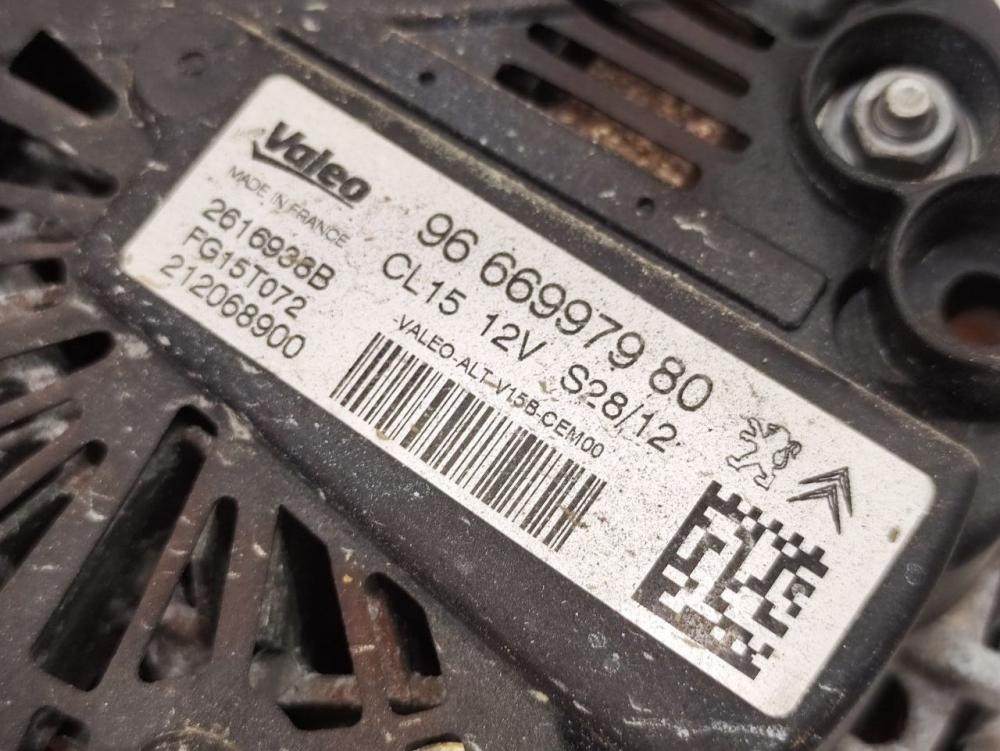 Valeo
MADE IN FRANCE
2616938B
FG15T072
212068900
96 669979 80
CL15 12V S28/12
-VALEO-ALT-V15B-CEM00